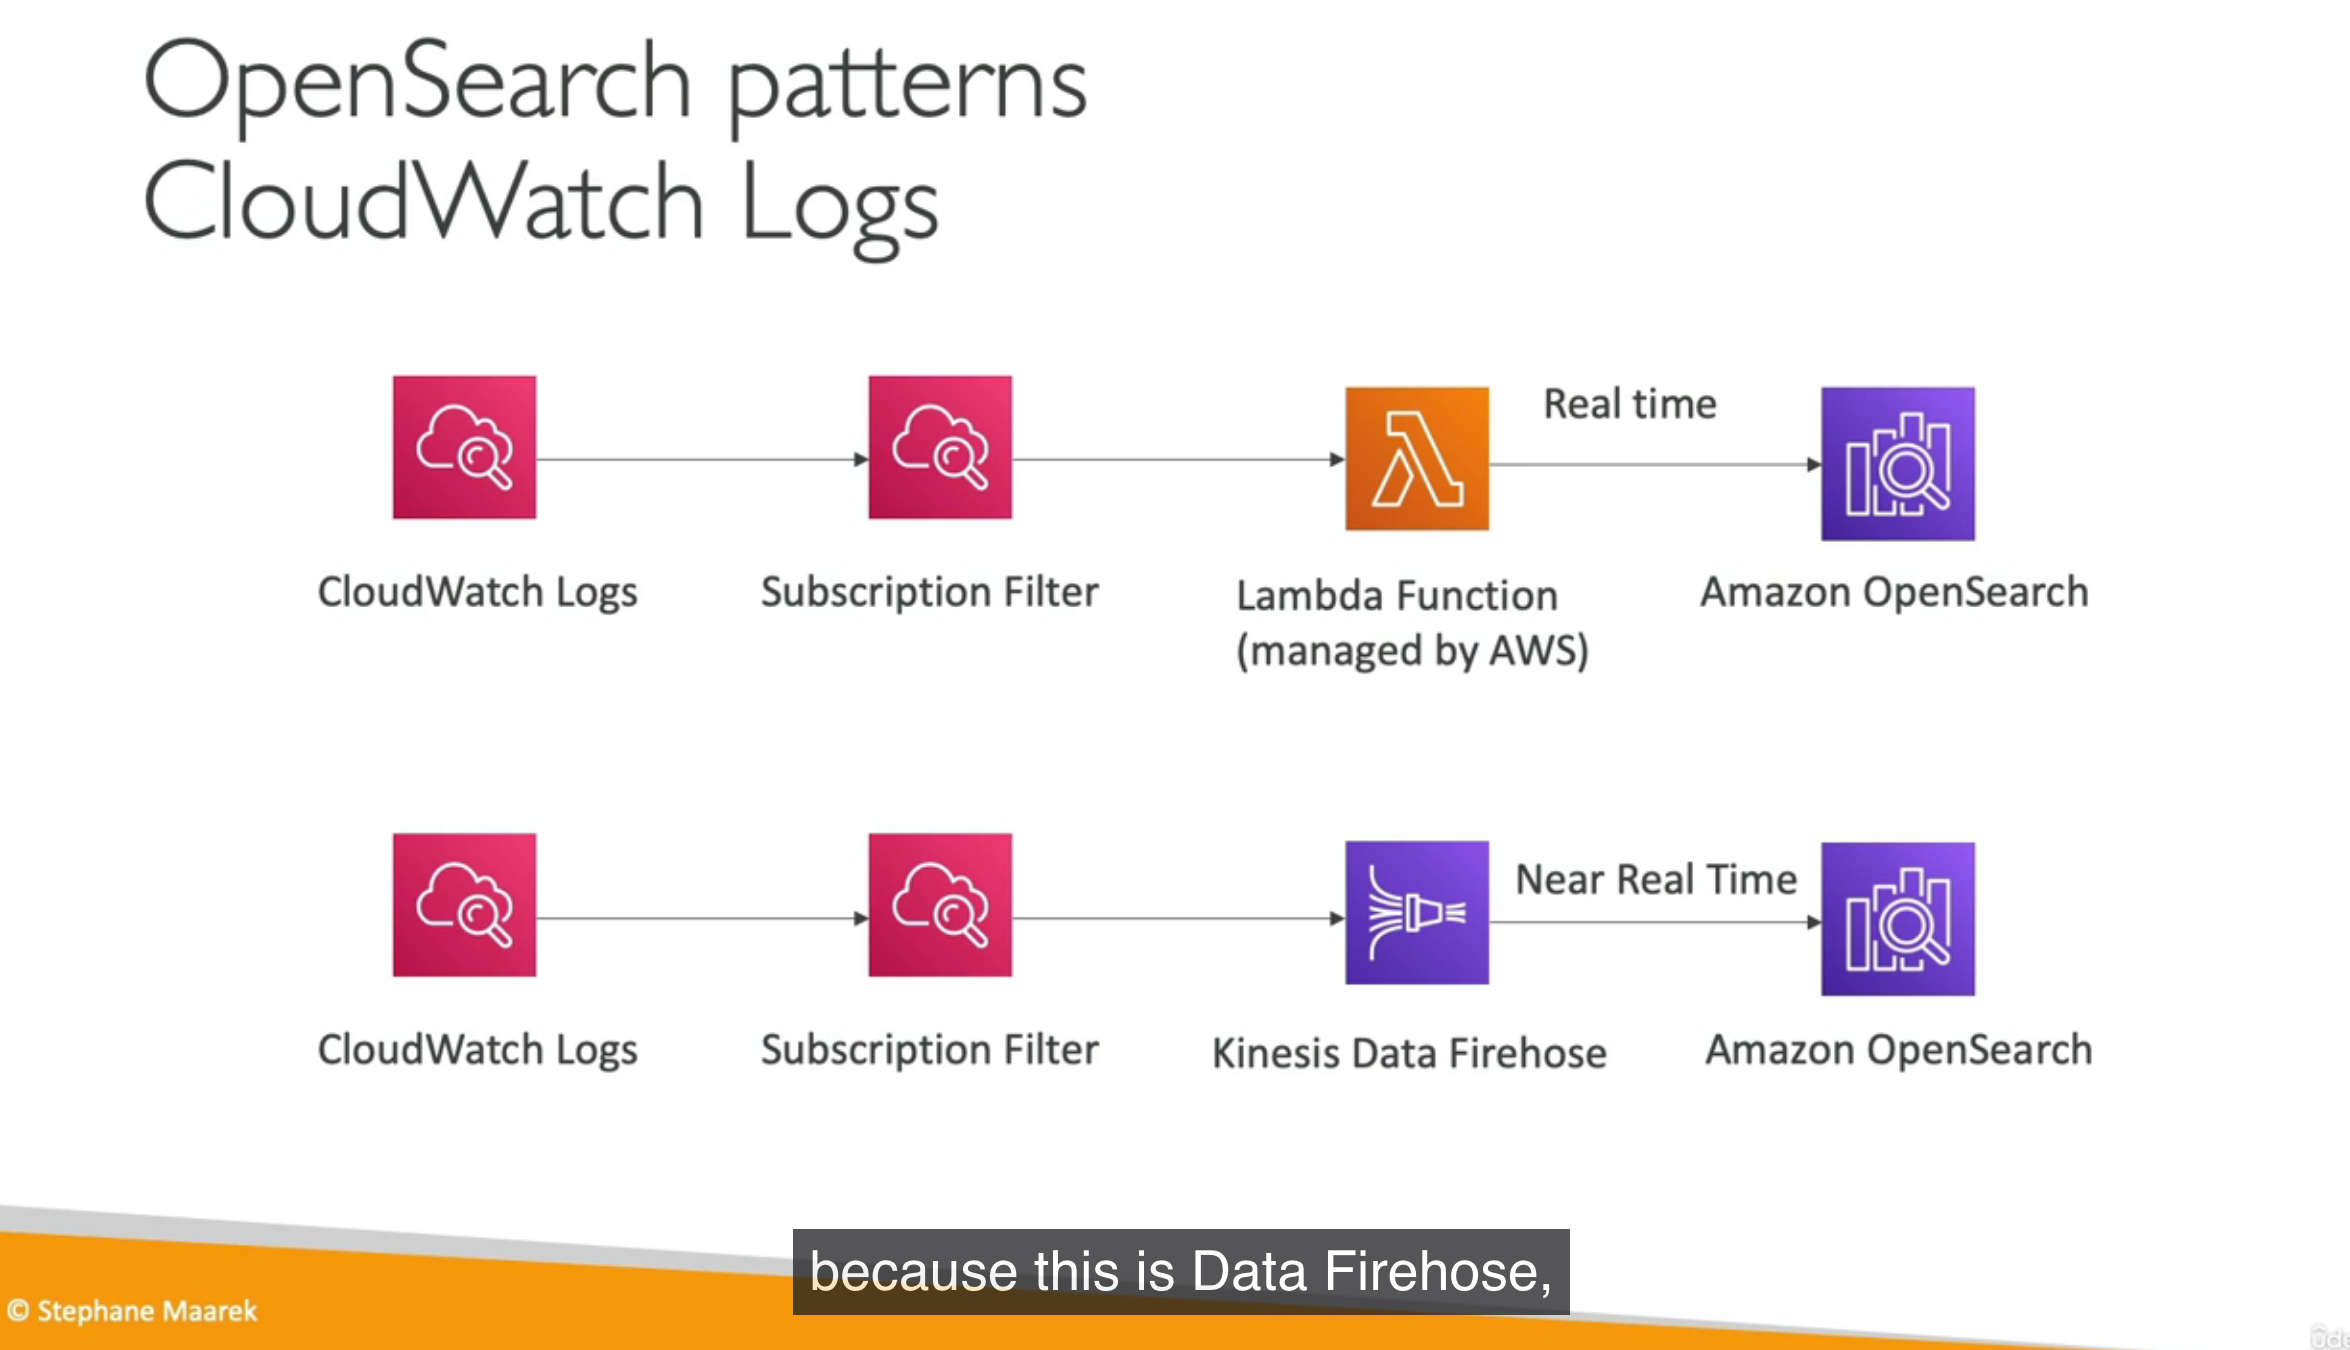 OpenSearch patterns
CloudWatch Logs
Real time
CloudWatch Logs
Subscription Filter
Lambda Function
(managed by AWS)
Amazon OpenSearch
Near Real Time
CloudWatch Logs
Subscription Filter
Kinesis Data Firehose
Amazon OpenSearch
because this is Data Firehose,
© Stephane Maarek